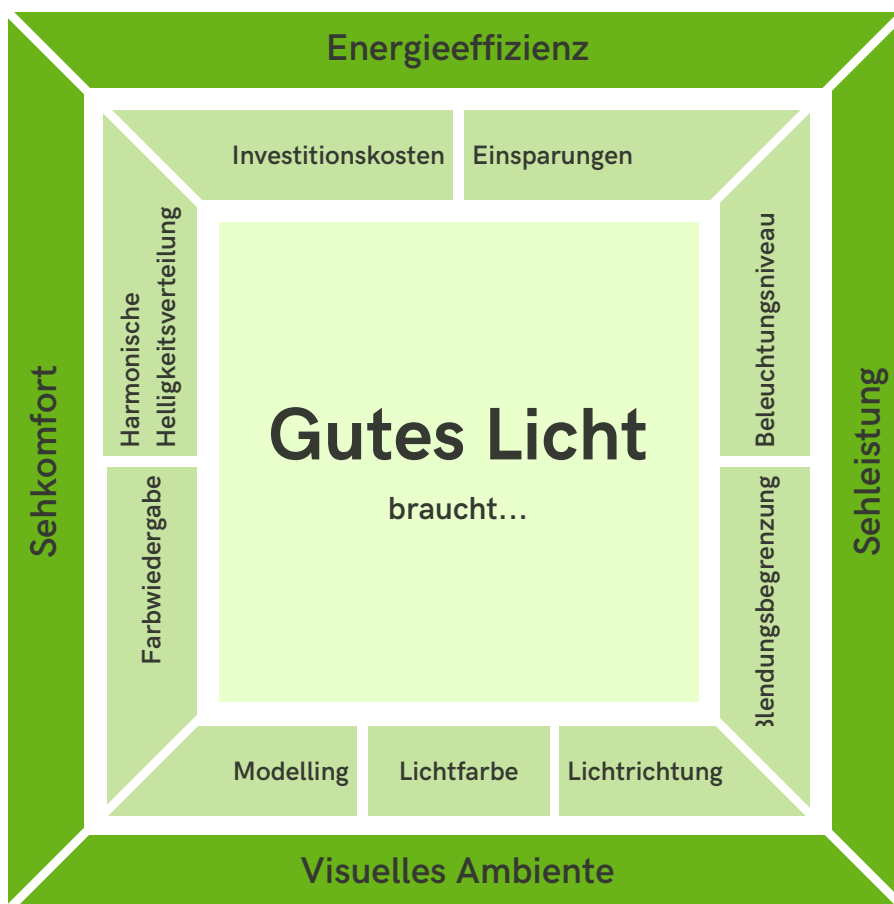 Energieeffizienz
Investitionskosten
Einsparungen
Sehkomfort
Harmonische
Helligkeitsverteilung
Farbwiedergabe
Gutes Licht
braucht...
Beleuchtungsniveau
Blendungsbegrenzung
Sehleistung
Modelling
Lichtfarbe
Lichtrichtung
Visuelles Ambiente